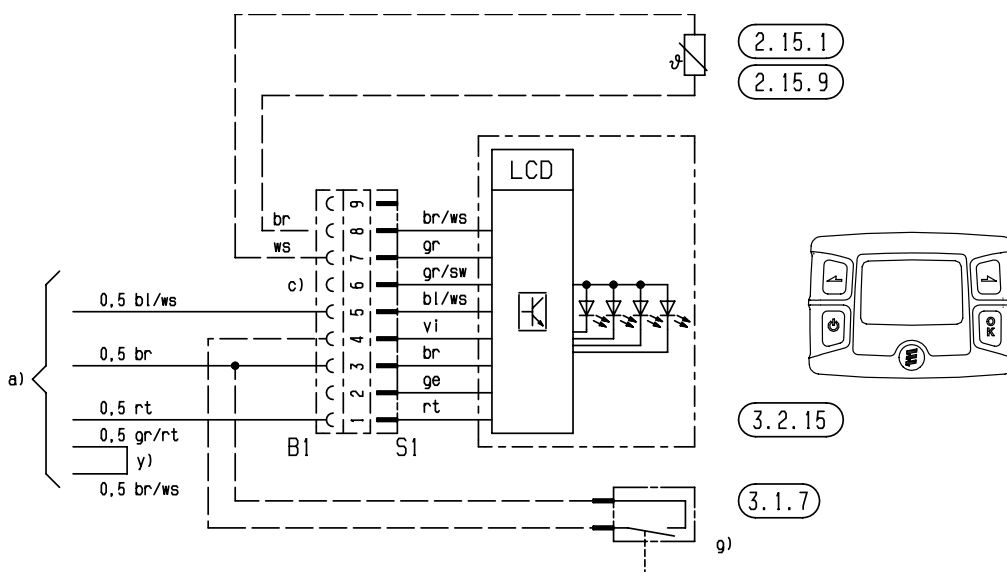 2.15.1
ϑ
2.15.9
LCD
9
br 8 br/ws
ws 7 gr
c) 6 gr/sw
0,5 bl/ws 5 bl/ws
4 vi
0,5 br 3 br
a)
2 ge
0,5 rt 1 rt
0,5 gr/rt
B1 S1
y)
0,5 br/ws
OK
3.2.15
3.1.7
g)